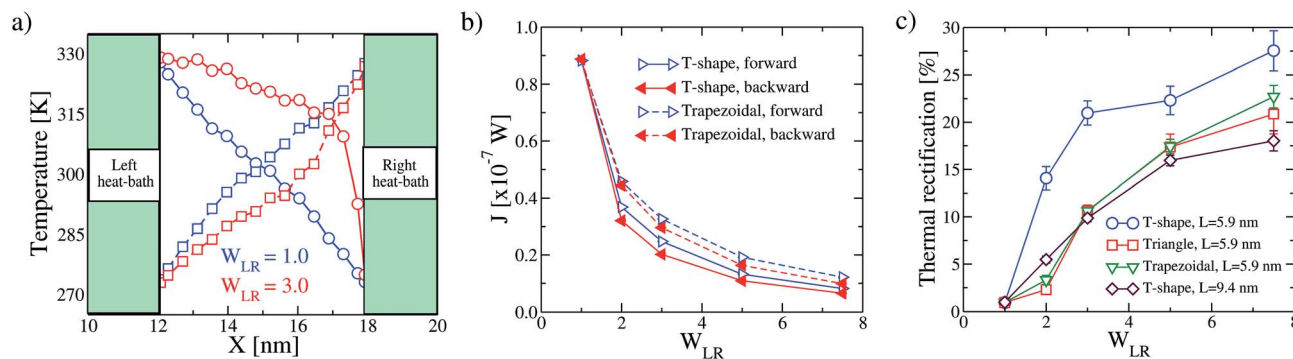 a)
Temperature [K]
335
315
300
285
270
Left
heat-bath
Right
heat-bath
W_LR = 1.0
W_LR = 3.0
10 12 14 16 18 20
X [nm]
b)
J [x10^-7 W]
1.0
0.8
0.6
0.4
0.2
0.0
T-shape, forward
T-shape, backward
Trapezoidal, forward
Trapezoidal, backward
0 2 4 6 8
W_LR
c)
Thermal rectification [%]
30
25
20
15
10
5
0
T-shape, L=5.9 nm
Triangle, L=5.9 nm
Trapezoidal, L=5.9 nm
T-shape, L=9.4 nm
0 2 4 6 8
W_LR